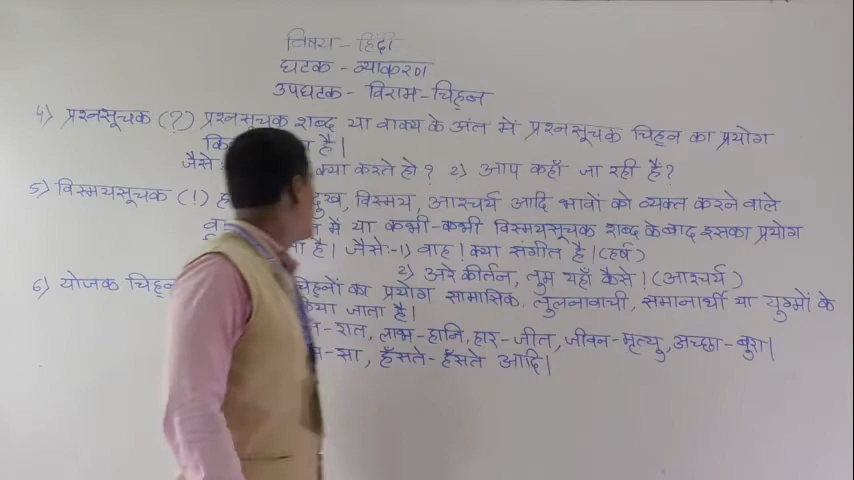 विषय - हिंदी
घटक - व्याकरण
उपघटक - विराम-चिह्न
4) प्रश्नसूचक (?) प्रश्नसूचक शब्द या वाक्य के अंत में प्रश्नसूचक चिह्न का प्रयोग
है।
जैसे क्या करते हो? 2) आप कहाँ जा रही हैं?
5) विस्मयसूचक (!) दुख, विस्मय, आश्चर्य आदि भावों को व्यक्त करने वाले
में या कभी-कभी विस्मयसूचक शब्द के बाद इसका प्रयोग
है। जैसे:-1) वाह! क्या संगीत है। (हर्ष)
2) अरे कीर्तन, तुम यहाँ कैसे! (आश्चर्य)
6) योजक चिह्न का प्रयोग सामासिक, तुलनावाची, समानार्थी या युग्मों के
किया जाता है।
-रात, लाभ-हानि, हार-जीत, जीवन-मृत्यु, अच्छा-बुरा।
-सा, हँसते-हँसते आदि।